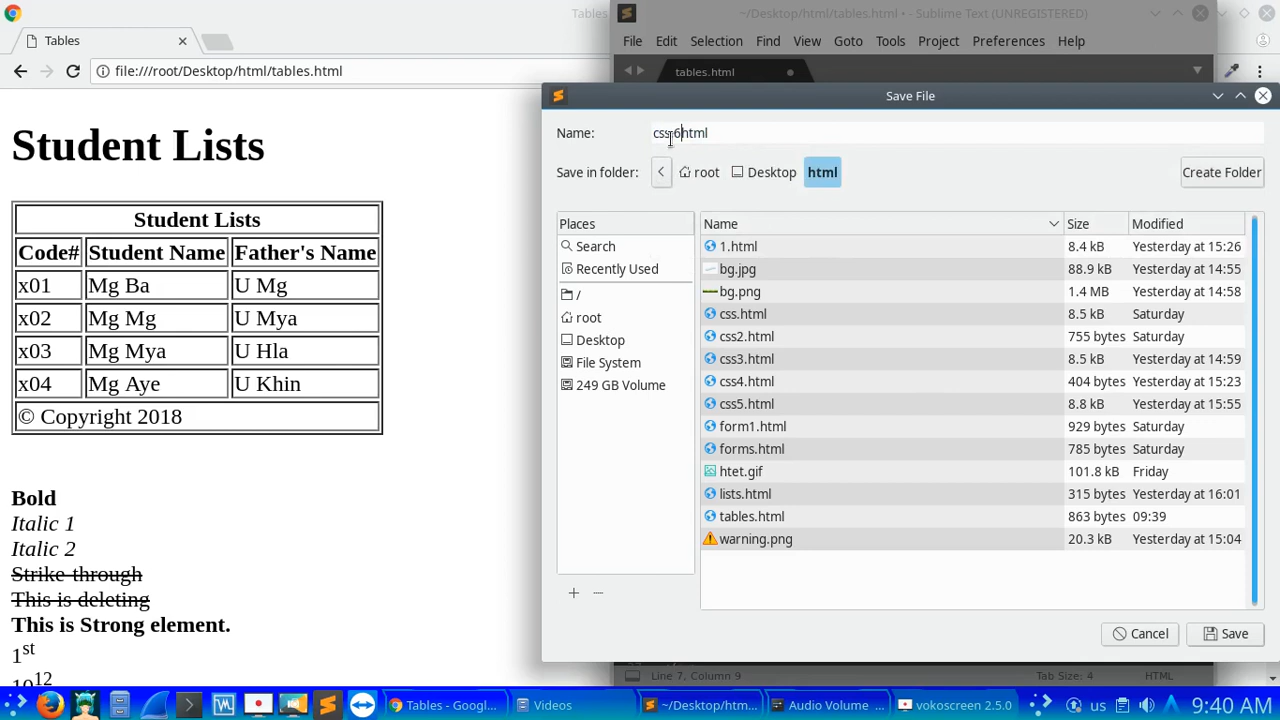 Tables
~/Desktop/html/tables.html • - Sublime Text (UNREGISTERED)
Tables
File Edit Selection Find View Goto Tools Project Preferences Help
file:///root/Desktop/html/tables.html
tables.html
Save File
Name:
Save in folder:
root
Desktop
html
Create Folder
Places
Search
Recently Used
/
root
Desktop
File System
249 GB Volume
Name Size Modified
1.html 8.4 kB Yesterday at 15:26
bg.jpg 88.9 kB Yesterday at 14:55
bg.png 1.4 MB Yesterday at 14:58
css.html 8.5 kB Saturday
css2.html 755 bytes Saturday
css3.html 8.5 kB Yesterday at 14:59
css4.html 404 bytes Yesterday at 15:23
css5.html 8.8 kB Yesterday at 15:55
form1.html 929 bytes Saturday
forms.html 785 bytes Saturday
htet.gif 101.8 kB Friday
lists.html 315 bytes Yesterday at 16:01
tables.html 863 bytes 09:39
warning.png 20.3 kB Yesterday at 15:04
Cancel
Save
Student Lists
Student Lists
Code# Student Name Father's Name
x01 Mg Ba U Mg
x02 Mg Mg U Mya
x03 Mg Mya U Hla
x04 Mg Aye U Khin
© Copyright 2018
Bold
Italic 1
Italic 2
Strike-through
This is deleting
This is Strong element.
1st
1012
Line 7, Column 9
Tab Size: 4
HTML
Tables - Googl...
Videos
~/Desktop/htm...
Audio Volume ...
vokoscreen 2.5.0
us
9:40 AM